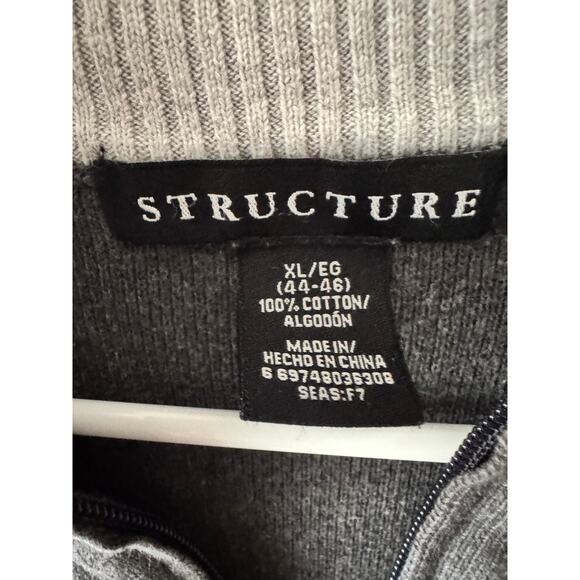 STRUCTURE
XL/EG
(44-46)
100% COTTON/
ALGODÓN
MADE IN/
HECHO EN CHINA
6 69748036308
SEAS:F7